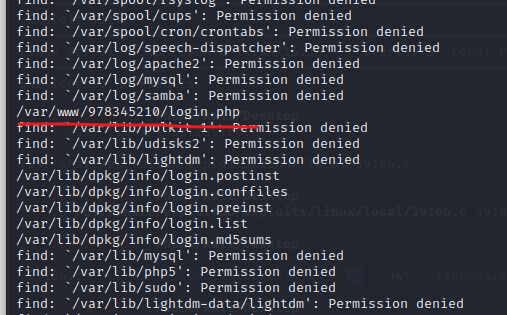 find: `/var/spool/rsyslog': Permission denied
find: `/var/spool/cups': Permission denied
find: `/var/spool/cron/crontabs': Permission denied
find: `/var/log/speech-dispatcher': Permission denied
find: `/var/log/apache2': Permission denied
find: `/var/log/mysql': Permission denied
find: `/var/log/samba': Permission denied
/var/www/978345210/login.php
find: `/var/lib/polkit-1': Permission denied
find: `/var/lib/udisks2': Permission denied
find: `/var/lib/lightdm': Permission denied
/var/lib/dpkg/info/login.postinst
/var/lib/dpkg/info/login.conffiles
/var/lib/dpkg/info/login.preinst
/var/lib/dpkg/info/login.list
/var/lib/dpkg/info/login.md5sums
find: `/var/lib/mysql': Permission denied
find: `/var/lib/php5': Permission denied
find: `/var/lib/sudo': Permission denied
find: `/var/lib/lightdm-data/lightdm': Permission denied